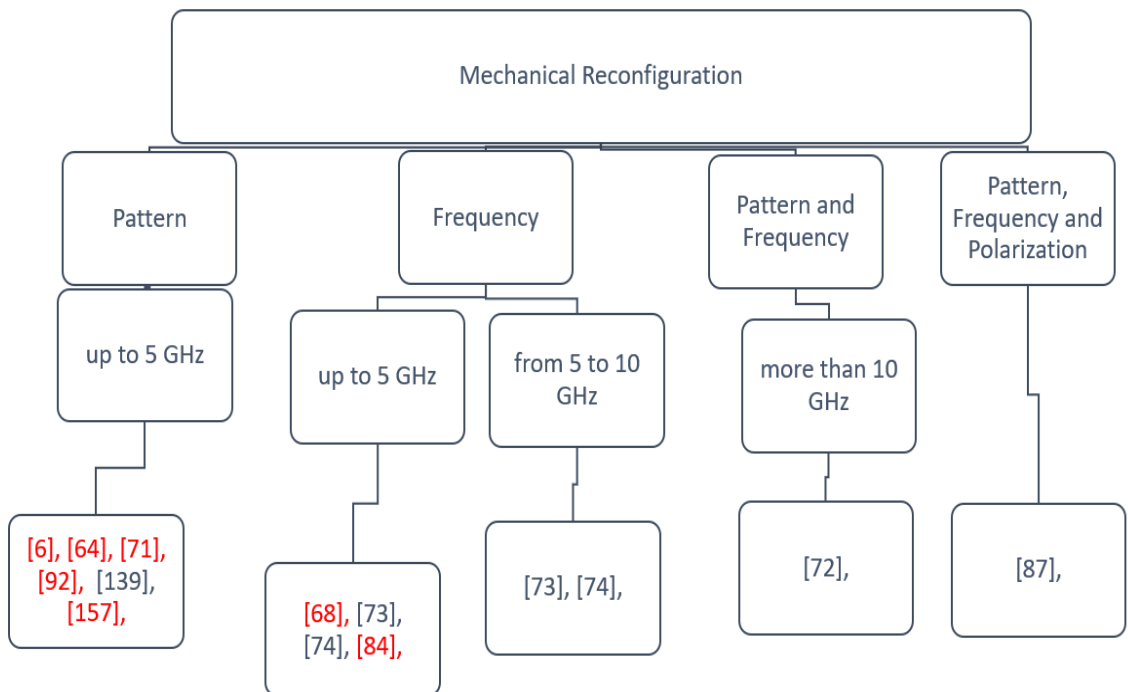 Mechanical Reconfiguration
Pattern
Frequency
Pattern and
Frequency
Pattern,
Frequency and
Polarization
up to 5 GHz
up to 5 GHz
from 5 to 10
GHz
more than 10
GHz
[6], [64], [71],
[92], [139],
[157],
[68], [73],
[74], [84],
[73], [74],
[72],
[87],